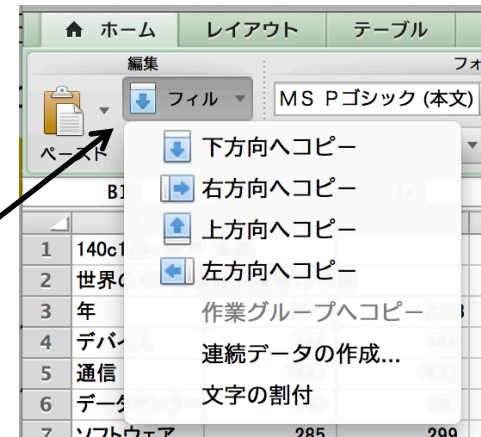 ホーム レイアウト テーブル
編集 フォ
フィル MS Pゴシック (本文)
ペースト
下方向へコピー
右方向へコピー
上方向へコピー
左方向へコピー
作業グループへコピー
連続データの作成...
文字の割付
1 140c1
2 世界
3 年
4 デバイ
5 通信
6 データ
7 ソフトウェア 285 299